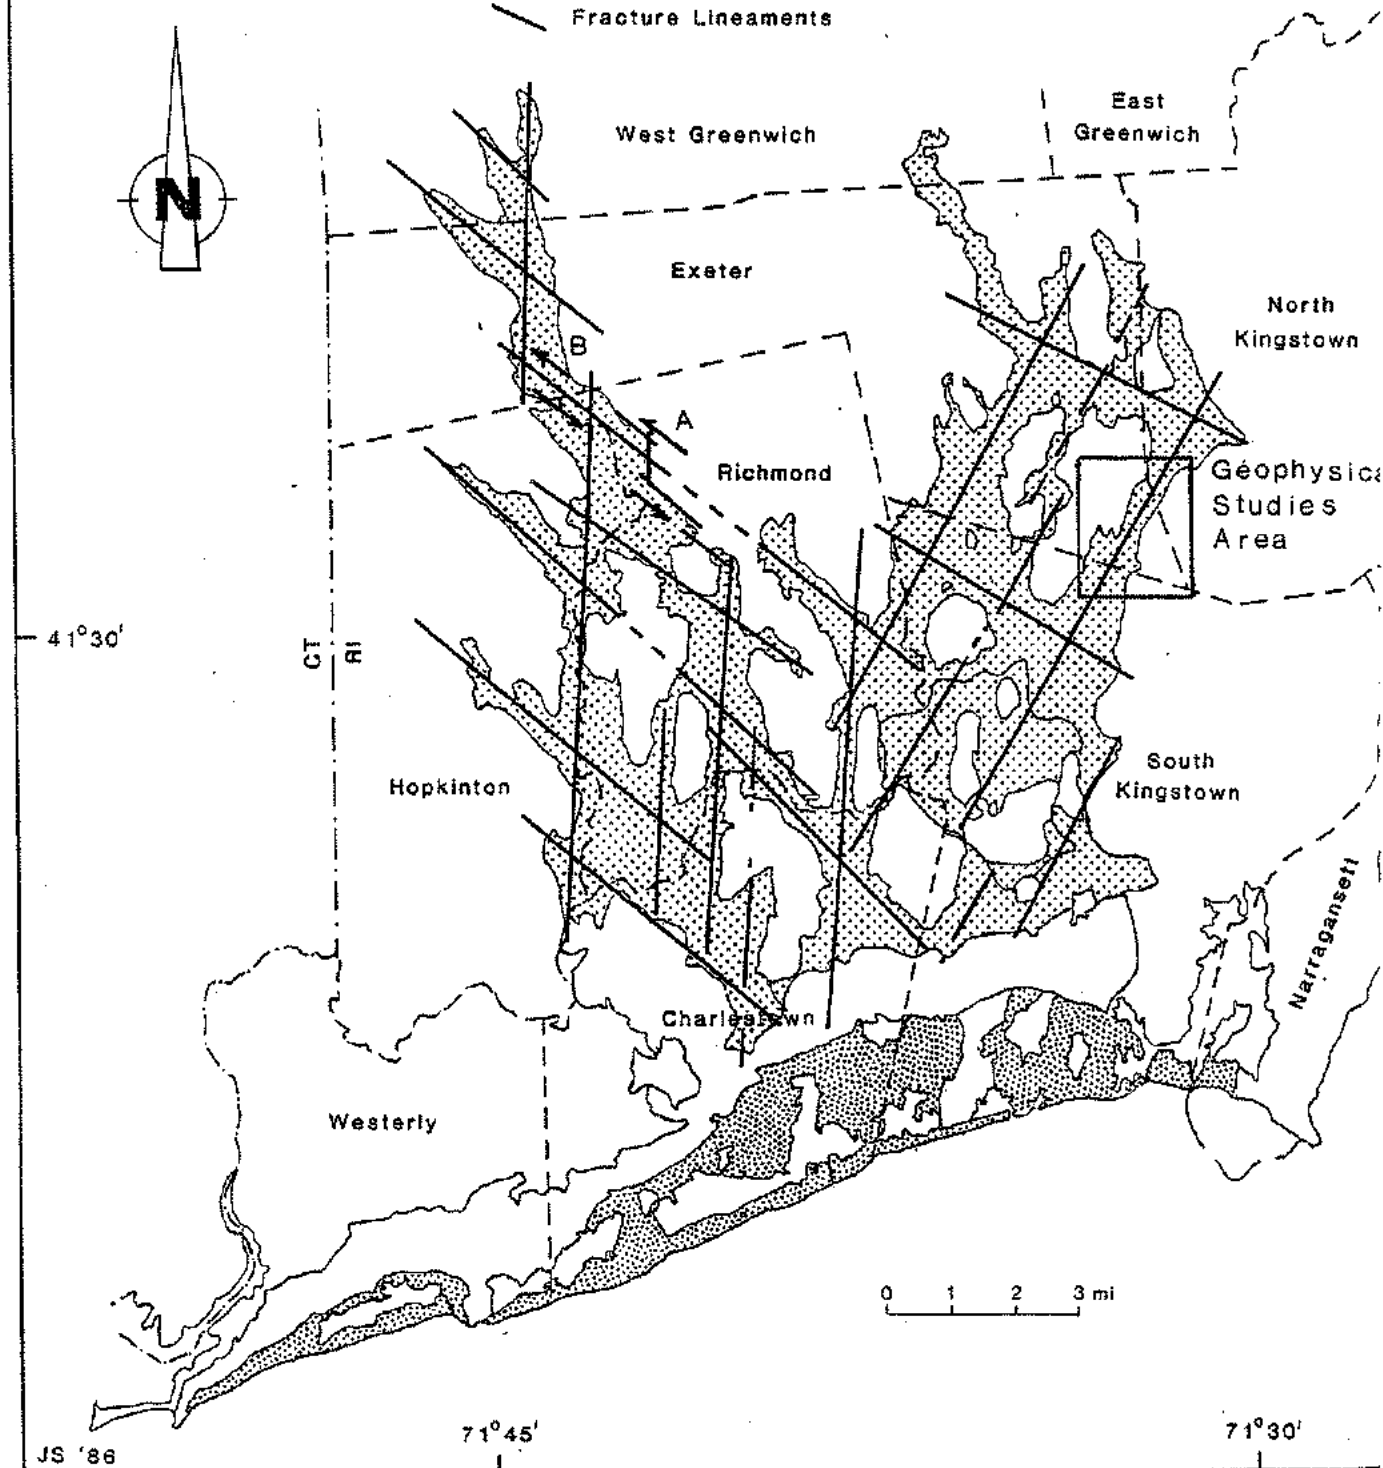 Fracture Lineaments
East
Greenwich
West Greenwich
N
Exeter
North
Kingstown
B
A
Richmond
Géophysica
Studies
Area
D
41°30'
CT
RI
Hopkinton
South
Kingstown
Narragansett
Charlestown
Westerly
0 1 2 3 mi
71°45'
71°30'
JS '86